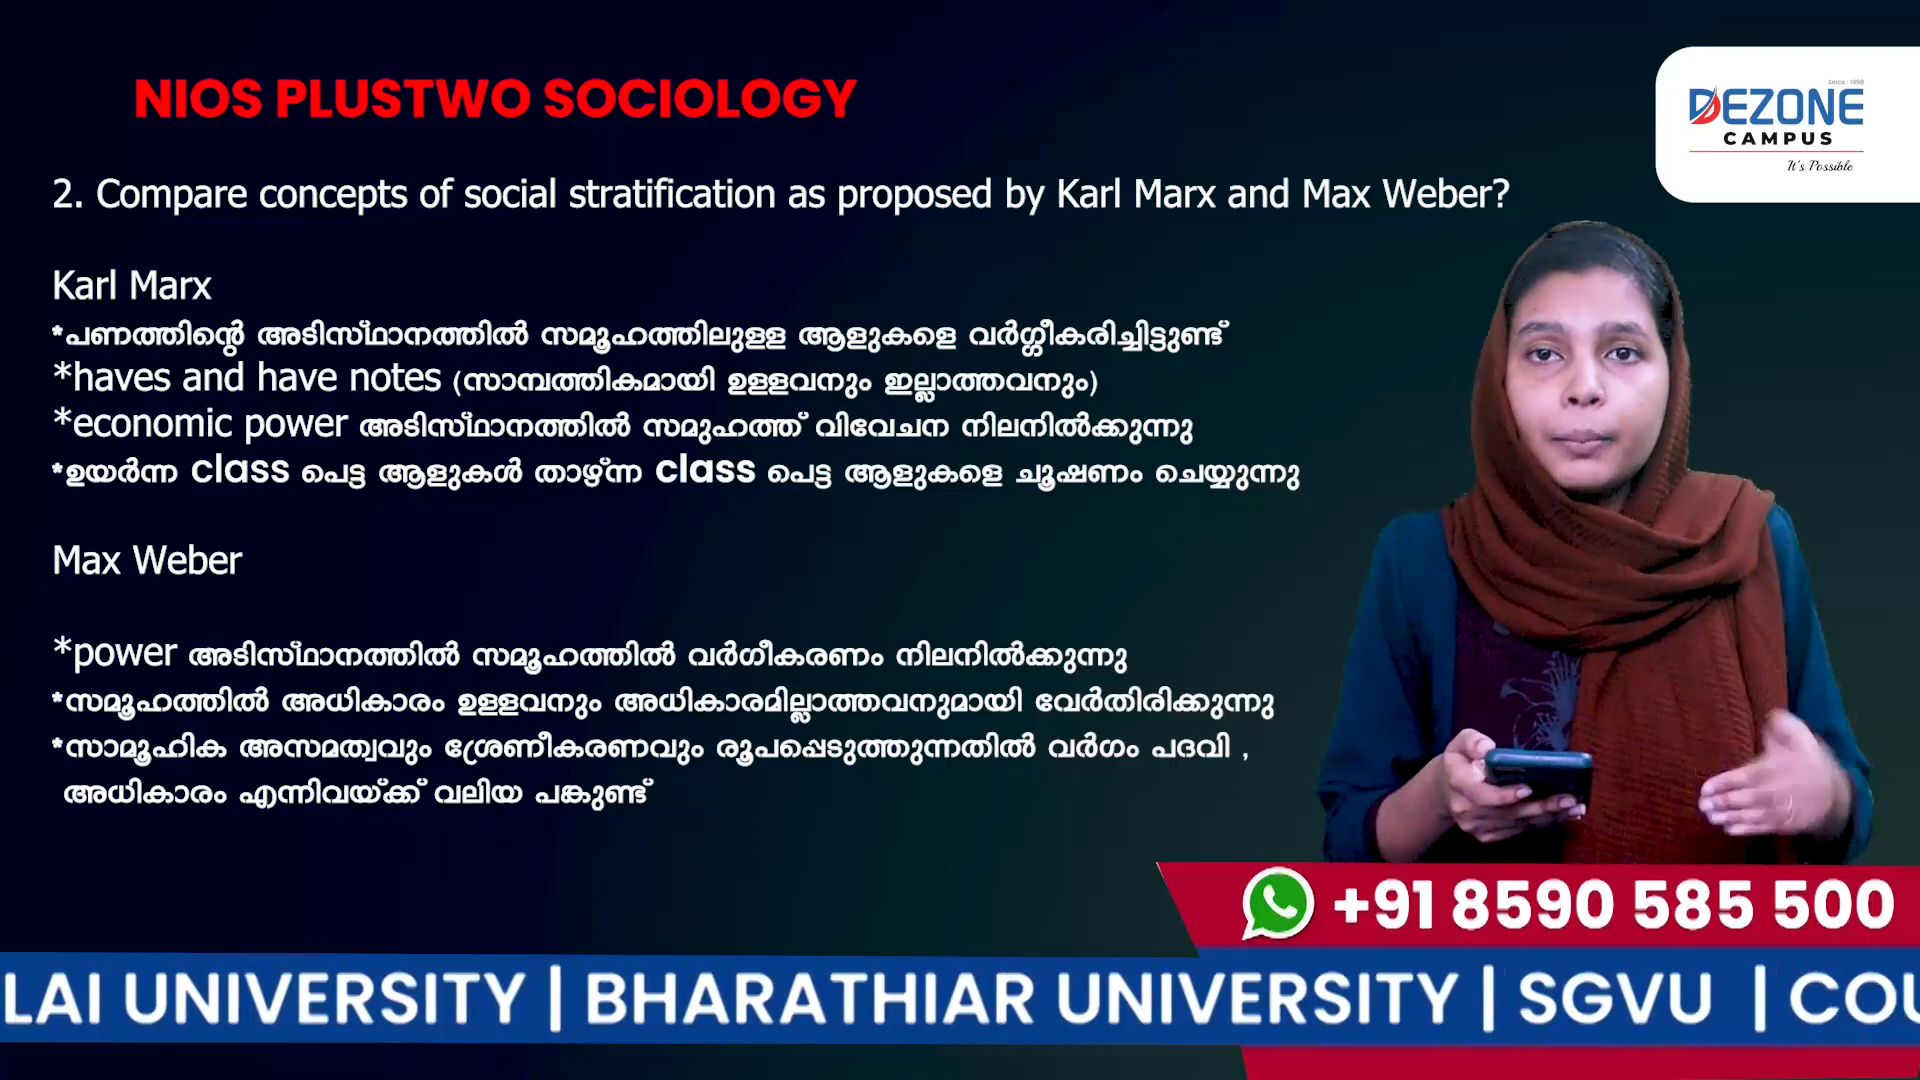 NIOS PLUSTWO SOCIOLOGY
Since : 1998
DEZONE
CAMPUS
It's Possible
2. Compare concepts of social stratification as proposed by Karl Marx and Max Weber?
Karl Marx
*പണത്തിന്റെ അടിസ്ഥാനത്തിൽ സമൂഹത്തിലുള്ള ആളുകളെ വർഗ്ഗീകരിച്ചിട്ടുണ്ട്
*haves and have notes (സാമ്പത്തികമായി ഉള്ളവനും ഇല്ലാത്തവനും)
*economic power അടിസ്ഥാനത്തിൽ സമുഹത്ത് വിവേചന നിലനിൽക്കുന്നു
*ഉയർന്ന class പെട്ട ആളുകൾ താഴ്ന്ന class പെട്ട ആളുകളെ ചൂഷണം ചെയ്യുന്നു
Max Weber
*power അടിസ്ഥാനത്തിൽ സമൂഹത്തിൽ വർഗീകരണം നിലനിൽക്കുന്നു
*സമൂഹത്തിൽ അധികാരം ഉള്ളവനും അധികാരമില്ലാത്തവനുമായി വേർതിരിക്കുന്നു
*സാമൂഹിക അസമത്വവും ശ്രേണീകരണവും രൂപപ്പെടുത്തുന്നതിൽ വർഗം പദവി ,
അധികാരം എന്നിവയ്ക്ക് വലിയ പങ്കുണ്ട്
+91 8590 585 500
LAI UNIVERSITY | BHARATHIAR UNIVERSITY | SGVU | COU